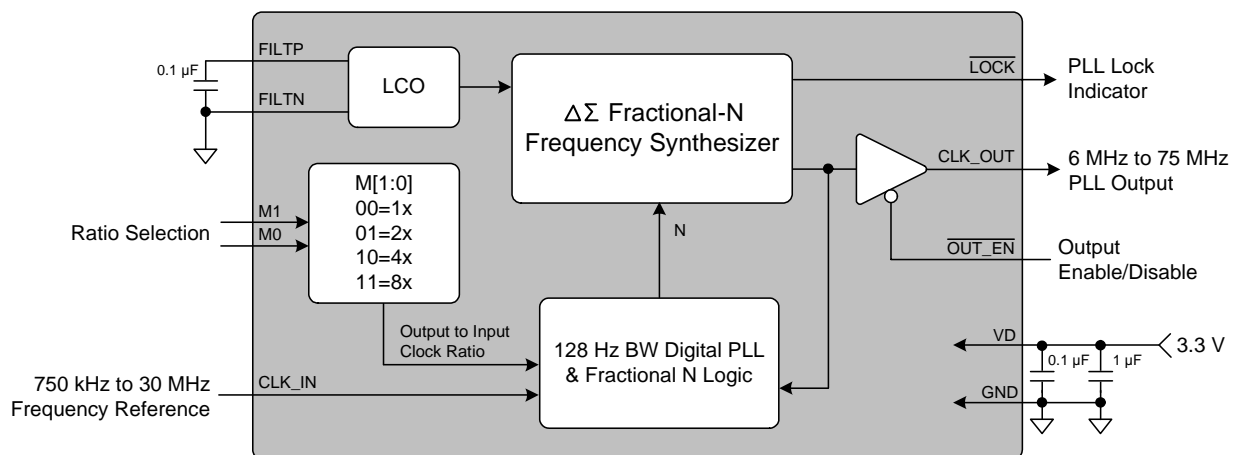 FILTP
0.1 µF
FILTN
LCO
ΔΣ Fractional-N
Frequency Synthesizer
LOCK
PLL Lock
Indicator
CLK_OUT
6 MHz to 75 MHz
PLL Output
M[1:0]
00=1x
01=2x
10=4x
11=8x
Ratio Selection
M1
M0
N
OUT_EN
Output
Enable/Disable
Output to Input
Clock Ratio
128 Hz BW Digital PLL
& Fractional N Logic
750 kHz to 30 MHz
Frequency Reference
CLK_IN
VD
0.1 µF
1 µF
3.3 V
GND